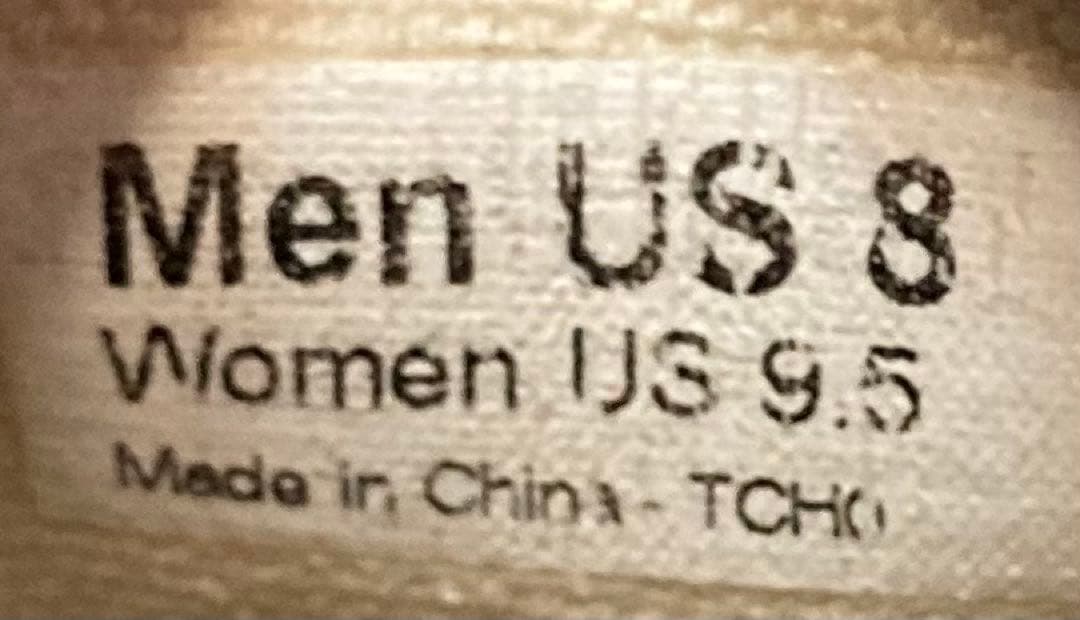 Men US 8
Women US 9.5
Made in China - TCHO